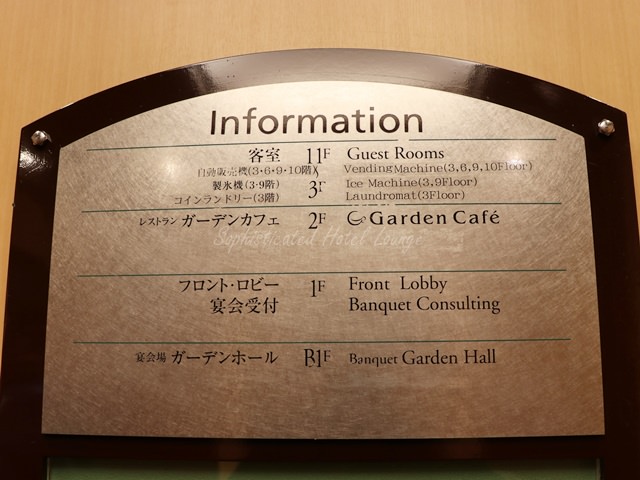 Information
客室 11F Guest Rooms
自動販売機(3・6・9・10階) Vending Machine(3,6,9,10Floor)
製氷機(3・9階) 3F Ice Machine(3,9Floor)
コインランドリー(3階) Laundromat(3Floor)
レストラン ガーデンカフェ 2F Garden Café
Sophisticated Hotel Lounge
フロント・ロビー 1F Front Lobby
宴会受付 Banquet Consulting
宴会場 ガーデンホール B1F Banquet Garden Hall